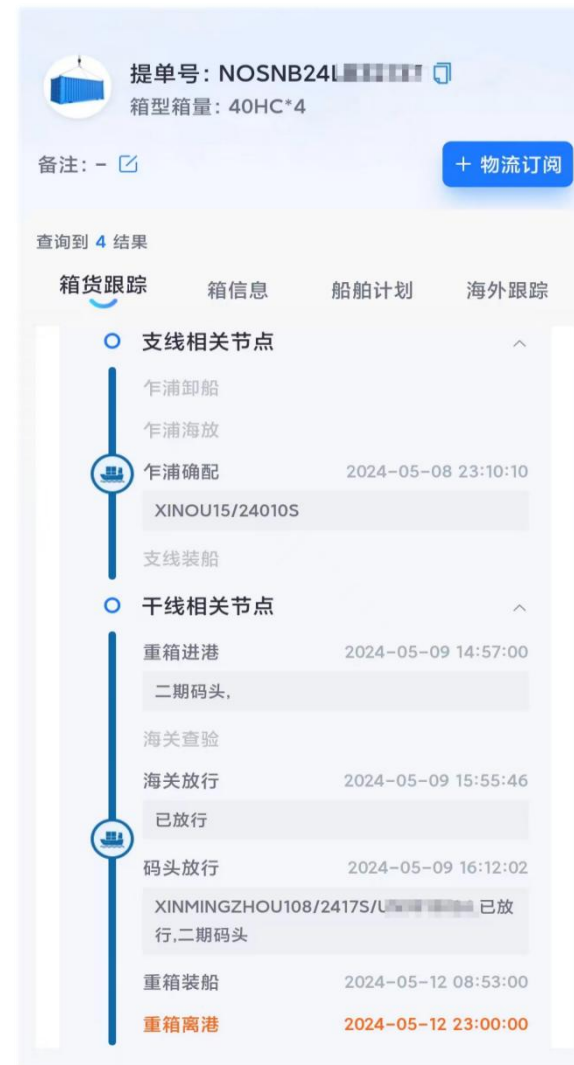 提单号: NOSNB24L
箱型箱量: 40HC*4
备注: -
+ 物流订阅
查询到 4 结果
箱货跟踪 箱信息 船舶计划 海外跟踪
支线相关节点
乍浦卸船
乍浦海放
乍浦确配 2024-05-08 23:10:10
XINOU15/24010S
支线装船
干线相关节点
重箱进港 2024-05-09 14:57:00
二期码头,
海关查验
海关放行 2024-05-09 15:55:46
已放行
码头放行 2024-05-09 16:12:02
XINMINGZHOU108/2417S/ 已放
行,二期码头
重箱装船 2024-05-12 08:53:00
重箱离港 2024-05-12 23:00:00